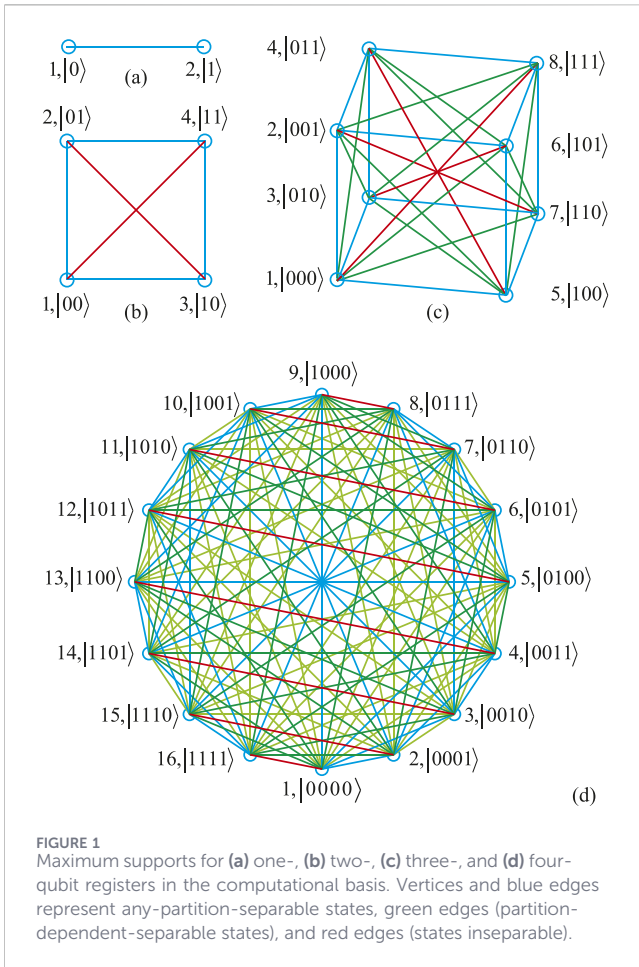 4,|011⟩
8,|111⟩
1,|0⟩ (a) 2,|1⟩
2,|01⟩ 4,|11⟩
2,|001⟩
6,|101⟩
3,|010⟩
7,|110⟩
1,|000⟩
5,|100⟩
1,|00⟩ (b) 3,|10⟩
(c)
9,|1000⟩
10,|1001⟩ 8,|0111⟩
11,|1010⟩ 7,|0110⟩
12,|1011⟩ 6,|0101⟩
13,|1100⟩ 5,|0100⟩
14,|1101⟩ 4,|0011⟩
15,|1110⟩ 3,|0010⟩
16,|1111⟩ 2,|0001⟩
1,|0000⟩
(d)
FIGURE 1
Maximum supports for (a) one-, (b) two-, (c) three-, and (d) four-
qubit registers in the computational basis. Vertices and blue edges
represent any-partition-separable states, green edges (partition-
dependent-separable states), and red edges (states inseparable).